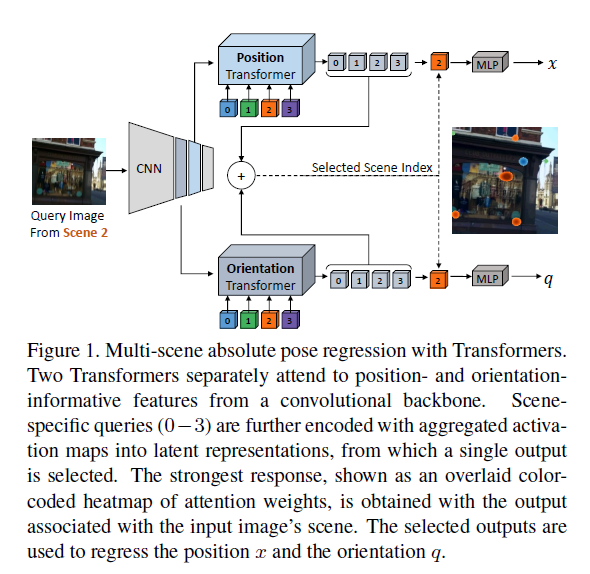 Position
Transformer
0 1 2 3
2
MLP
x
0 1 2 3
CNN
Query Image
From Scene 2
+
Selected Scene Index
Orientation
Transformer
0 1 2 3
2
MLP
q
0 1 2 3
Figure 1. Multi-scene absolute pose regression with Transformers.
Two Transformers separately attend to position- and orientation-
informative features from a convolutional backbone. Scene-
specific queries (0−3) are further encoded with aggregated activa-
tion maps into latent representations, from which a single output
is selected. The strongest response, shown as an overlaid color-
coded heatmap of attention weights, is obtained with the output
associated with the input image's scene. The selected outputs are
used to regress the position x and the orientation q.